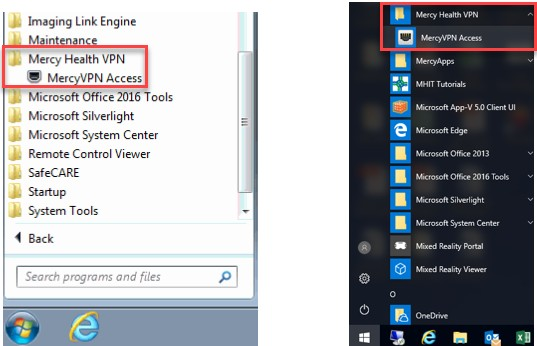 Imaging Link Engine
Maintenance
Mercy Health VPN
MercyVPN Access
Microsoft Office 2016 Tools
Microsoft Silverlight
Microsoft System Center
Remote Control Viewer
SafeCARE
Startup
System Tools
Back
Search programs and files
Mercy Health VPN
MercyVPN Access
MercyApps
MHIT Tutorials
Microsoft App-V 5.0 Client UI
Microsoft Edge
Microsoft Office 2013
Microsoft Office 2016 Tools
Microsoft Silverlight
Microsoft System Center
Mixed Reality Portal
Mixed Reality Viewer
O
OneDrive